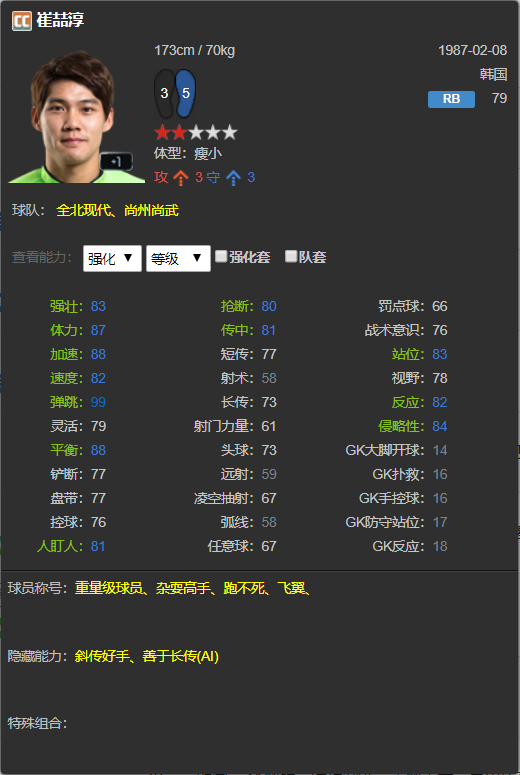 CC 崔喆淳
173cm / 70kg 1987-02-08
韩国
3 5 RB 79
体型：瘦小
+1
攻 3 守 3
球队： 全北现代、尚州尚武
查看能力： 强化 ▼ 等级 ▼ 强化套 队套
强壮： 83 抢断： 80 罚点球： 66
体力： 87 传中： 81 战术意识： 76
加速： 88 短传： 77 站位： 83
速度： 82 射术： 58 视野： 78
弹跳： 99 长传： 73 反应： 82
灵活： 79 射门力量： 61 侵略性： 84
平衡： 88 头球： 73 GK大脚开球： 14
铲断： 77 远射： 59 GK扑救： 16
盘带： 77 凌空抽射： 67 GK手控球： 16
控球： 76 弧线： 58 GK防守站位： 17
人盯人： 81 任意球： 67 GK反应： 18
球员称号：重量级球员、杂耍高手、跑不死、飞翼、
隐藏能力：斜传好手、善于长传(AI)
特殊组合：